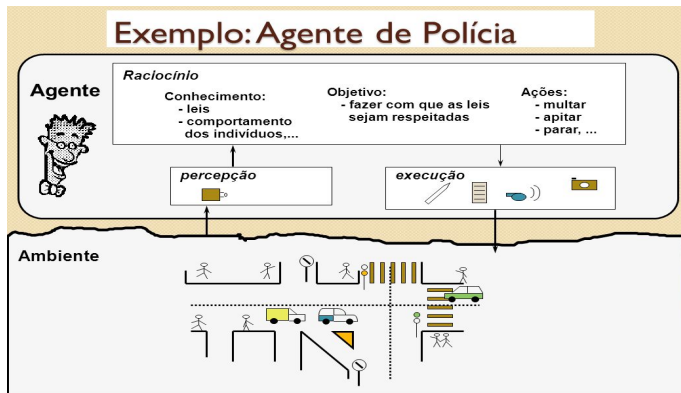 Exemplo: Agente de Polícia
Agente
Raciocínio
Conhecimento:
- leis
- comportamento
dos indivíduos,...
Objetivo:
- fazer com que as leis
sejam respeitadas
Ações:
- multar
- apitar
- parar, ...
percepção
execução
Ambiente